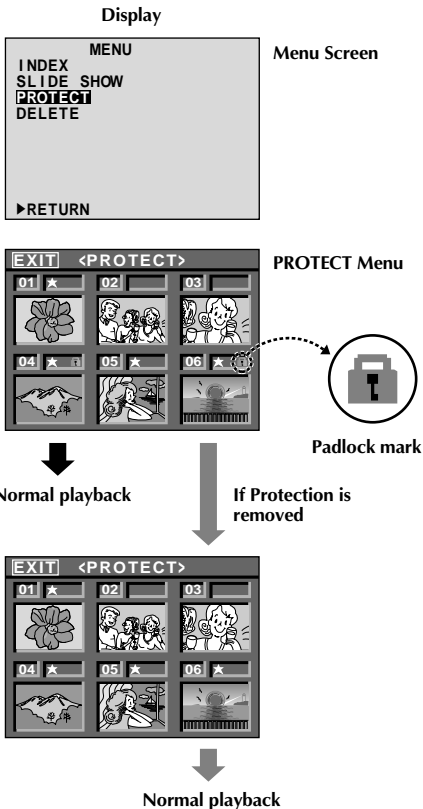 Display
MENU
INDEX
SLIDE SHOW
PROTECT
DELETE
▶RETURN
Menu Screen
EXIT <PROTECT>
01 ★ 02 03
04 ★ 05 ★ 06 ★
PROTECT Menu
Padlock mark
Normal playback
If Protection is
removed
EXIT <PROTECT>
01 ★ 02 03
04 ★ 05 ★ 06 ★
Normal playback